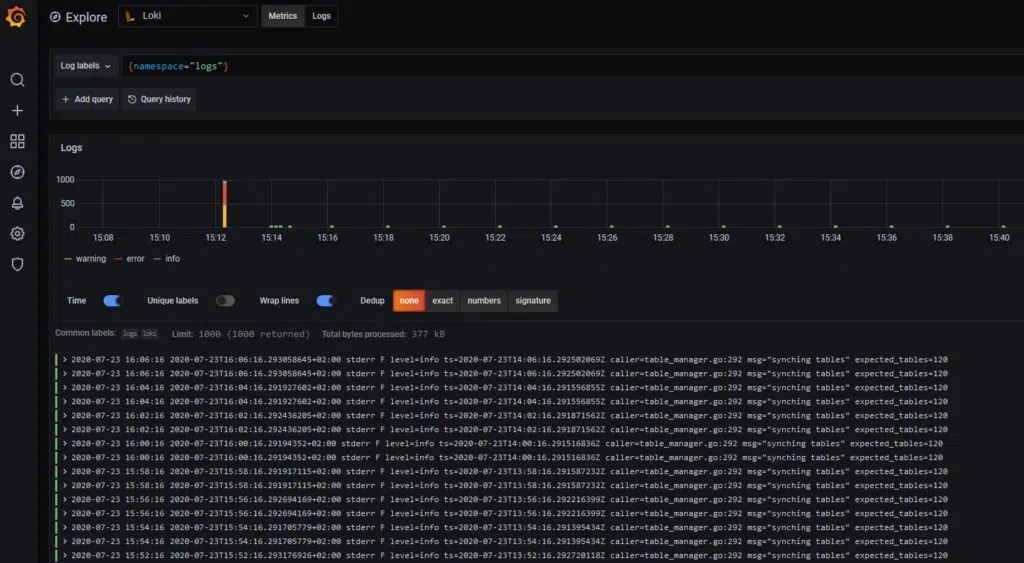 Explore Loki Metrics Logs
Log labels {namespace="logs"}
+ Add query Query history
Logs
1000
500
0
15:08 15:10 15:12 15:14 15:16 15:18 15:20 15:22 15:24 15:26 15:28 15:30 15:32 15:34 15:36 15:38 15:40
warning error info
Time Unique labels Wrap lines Dedup none exact numbers signature
Common labels: logs loki Limit: 1000 (1000 returned) Total bytes processed: 377 kB
> 2020-07-23 16:06:16 2020-07-23T16:06:16.293058645+02:00 stderr F level=info ts=2020-07-23T14:06:16.292502069Z caller=table_manager.go:292 msg="synching tables" expected_tables=120
> 2020-07-23 16:06:16 2020-07-23T16:06:16.293058645+02:00 stderr F level=info ts=2020-07-23T14:06:16.292502069Z caller=table_manager.go:292 msg="synching tables" expected_tables=120
> 2020-07-23 16:04:16 2020-07-23T16:04:16.291927602+02:00 stderr F level=info ts=2020-07-23T14:04:16.291556855Z caller=table_manager.go:292 msg="synching tables" expected_tables=120
> 2020-07-23 16:04:16 2020-07-23T16:04:16.291927602+02:00 stderr F level=info ts=2020-07-23T14:04:16.291556855Z caller=table_manager.go:292 msg="synching tables" expected_tables=120
> 2020-07-23 16:02:16 2020-07-23T16:02:16.292436205+02:00 stderr F level=info ts=2020-07-23T14:02:16.291871562Z caller=table_manager.go:292 msg="synching tables" expected_tables=120
> 2020-07-23 16:02:16 2020-07-23T16:02:16.292436205+02:00 stderr F level=info ts=2020-07-23T14:02:16.291871562Z caller=table_manager.go:292 msg="synching tables" expected_tables=120
> 2020-07-23 16:00:16 2020-07-23T16:00:16.29194352+02:00 stderr F level=info ts=2020-07-23T14:00:16.291516836Z caller=table_manager.go:292 msg="synching tables" expected_tables=120
> 2020-07-23 16:00:16 2020-07-23T16:00:16.29194352+02:00 stderr F level=info ts=2020-07-23T14:00:16.291516836Z caller=table_manager.go:292 msg="synching tables" expected_tables=120
> 2020-07-23 15:58:16 2020-07-23T15:58:16.291917115+02:00 stderr F level=info ts=2020-07-23T13:58:16.291587232Z caller=table_manager.go:292 msg="synching tables" expected_tables=120
> 2020-07-23 15:58:16 2020-07-23T15:58:16.291917115+02:00 stderr F level=info ts=2020-07-23T13:58:16.291587232Z caller=table_manager.go:292 msg="synching tables" expected_tables=120
> 2020-07-23 15:56:16 2020-07-23T15:56:16.292694169+02:00 stderr F level=info ts=2020-07-23T13:56:16.292216399Z caller=table_manager.go:292 msg="synching tables" expected_tables=120
> 2020-07-23 15:56:16 2020-07-23T15:56:16.292694169+02:00 stderr F level=info ts=2020-07-23T13:56:16.292216399Z caller=table_manager.go:292 msg="synching tables" expected_tables=120
> 2020-07-23 15:54:16 2020-07-23T15:54:16.291705779+02:00 stderr F level=info ts=2020-07-23T13:54:16.291395434Z caller=table_manager.go:292 msg="synching tables" expected_tables=120
> 2020-07-23 15:54:16 2020-07-23T15:54:16.291705779+02:00 stderr F level=info ts=2020-07-23T13:54:16.291395434Z caller=table_manager.go:292 msg="synching tables" expected_tables=120
> 2020-07-23 15:52:16 2020-07-23T15:52:16.293176926+02:00 stderr F level=info ts=2020-07-23T13:52:16.292720118Z caller=table_manager.go:292 msg="synching tables" expected_tables=120